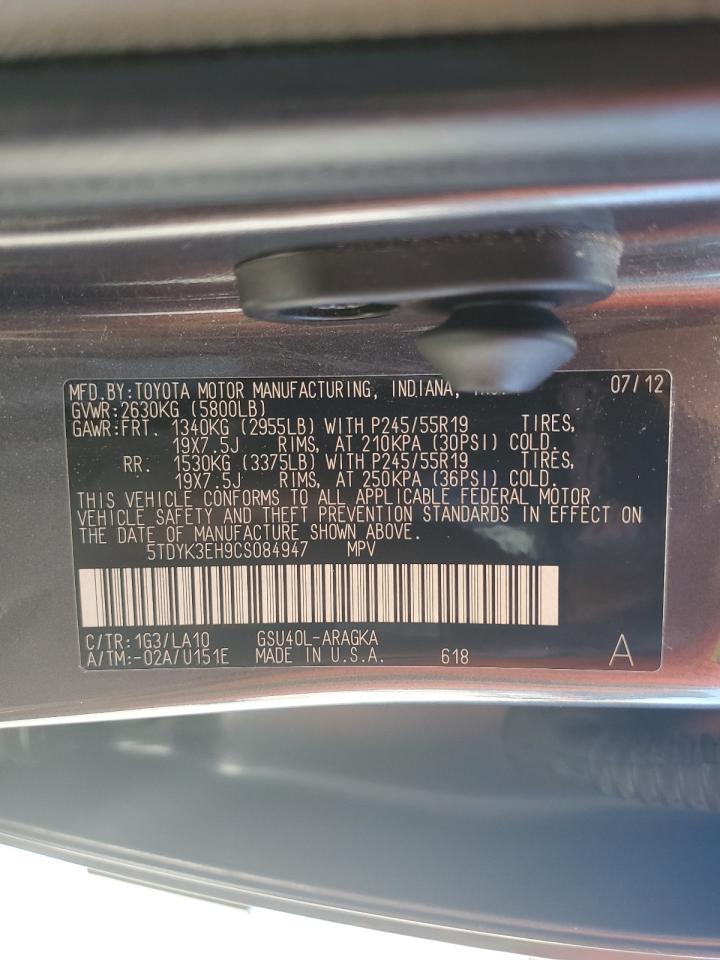 MFD.BY:TOYOTA MOTOR MANUFACTURING, INDIANA, 07/12
GVWR:2630KG (5800LB)
GAWR:FRT. 1340KG (2955LB) WITH P245/55R19 TIRES,
19X7.5J RIMS, AT 210KPA (30PSI) COLD.
RR. 1530KG (3375LB) WITH P245/55R19 TIRES,
19X7.5J RIMS, AT 250KPA (36PSI) COLD.
THIS VEHICLE CONFORMS TO ALL APPLICABLE FEDERAL MOTOR
VEHICLE SAFETY AND THEFT PREVENTION STANDARDS IN EFFECT ON
THE DATE OF MANUFACTURE SHOWN ABOVE.
5TDYK3EH9CS084947 MPV
C/TR:1G3/LA10 GSU40L-ARAGKA
A/TM:-02A/U151E MADE IN U.S.A. 618 A